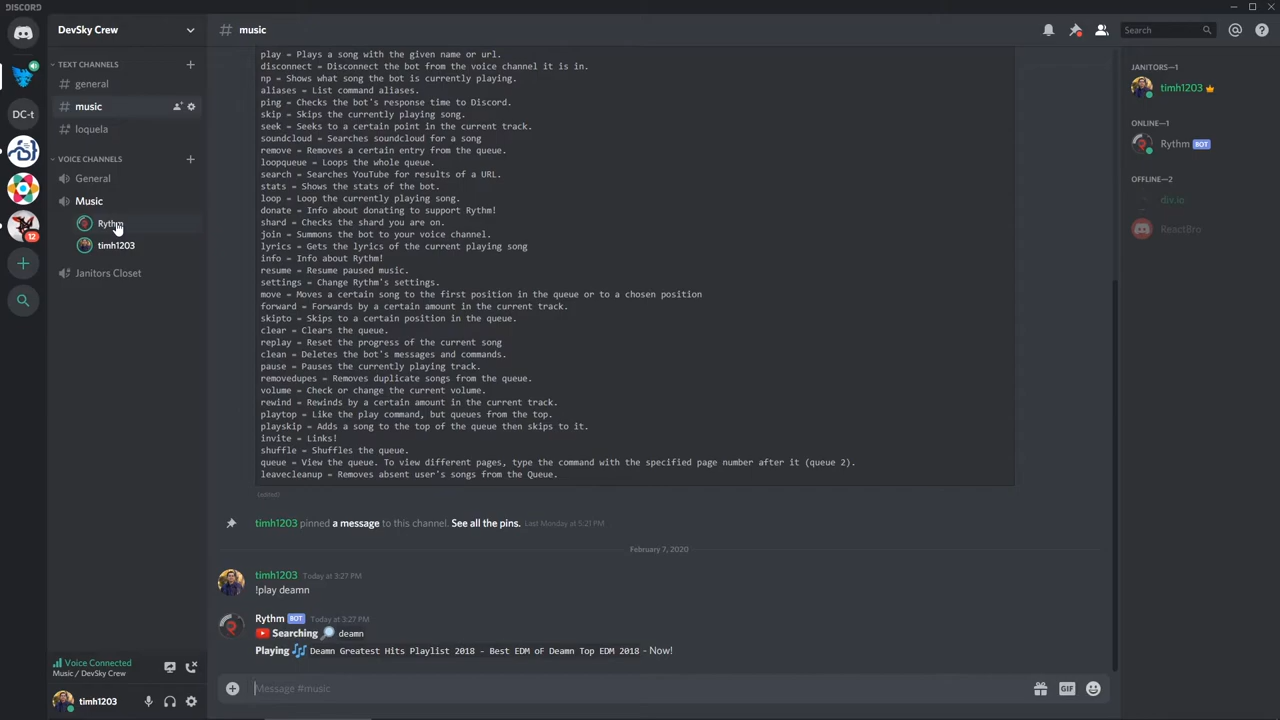 DISCORD
DevSky Crew
# music
Search
TEXT CHANNELS
general
music
loquela
VOICE CHANNELS
General
Music
Rythm
timh1203
Janitors Closet
DC-t
12
play = Plays a song with the given name or url.
disconnect = Disconnect the bot from the voice channel it is in.
np = Shows what song the bot is currently playing.
aliases = List command aliases.
ping = Checks the bot's response time to Discord.
skip = Skips the currently playing song.
seek = Seeks to a certain point in the current track.
soundcloud = Searches soundcloud for a song
remove = Removes a certain entry from the queue.
loopqueue = Loops the whole queue.
search = Searches YouTube for results of a URL.
stats = Shows the stats of the bot.
loop = Loop the currently playing song.
donate = Info about donating to support Rythm!
shard = Checks the shard you are on.
join = Summons the bot to your voice channel.
lyrics = Gets the lyrics of the current playing song
info = Info about Rythm!
resume = Resume paused music.
settings = Change Rythm's settings.
move = Moves a certain song to the first position in the queue or to a chosen position
forward = Forwards by a certain amount in the current track.
skipto = Skips to a certain position in the queue.
clear = Clears the queue.
replay = Reset the progress of the current song
clean = Deletes the bot's messages and commands.
pause = Pauses the currently playing track.
removedupes = Removes duplicate songs from the queue.
volume = Check or change the current volume.
rewind = Rewinds by a certain amount in the current track.
playtop = Like the play command, but queues from the top.
playskip = Adds a song to the top of the queue then skips to it.
invite = Links!
shuffle = Shuffles the queue.
queue = View the queue. To view different pages, type the command with the specified page number after it (queue 2).
leavecleanup = Removes absent user's songs from the Queue.
(edited)
timh1203 pinned a message to this channel. See all the pins. Last Monday at 5:21 PM
February 7, 2020
timh1203 Today at 3:27 PM
!play deamn
Rythm BOT Today at 3:27 PM
Searching deamn
Playing Deamn Greatest Hits Playlist 2018 - Best EDM oF Deamn Top EDM 2018 - Now!
Message #music
GIF
Voice Connected
Music / DevSky Crew
timh1203
JANITORS—1
timh1203
ONLINE—1
Rythm BOT
OFFLINE—2
div.io
ReactBro